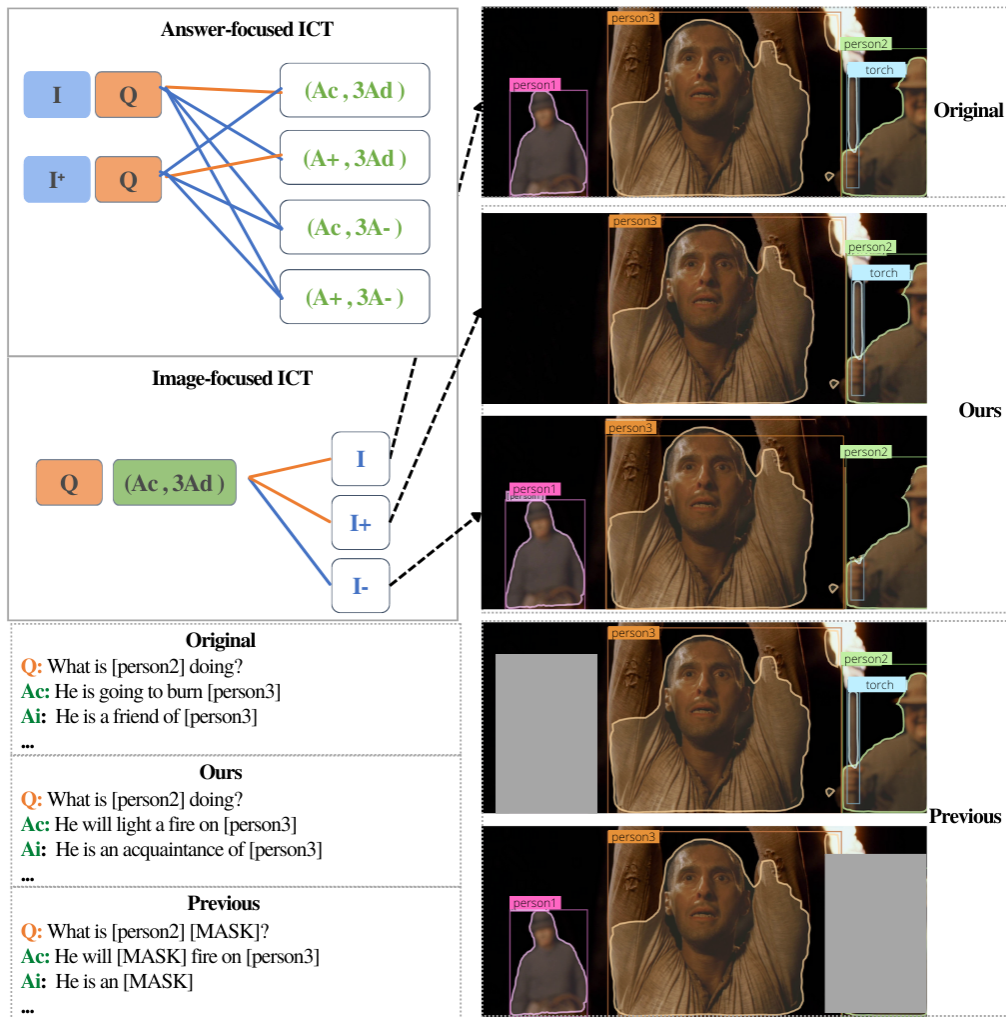 Answer-focused ICT
I Q (Ac , 3Ad )
(A+ , 3Ad)
I+ Q
(Ac , 3A-)
(A+ , 3A-)
Image-focused ICT
I
Q (Ac , 3Ad )
I+
I-
Original
Q: What is [person2] doing?
Ac: He is going to burn [person3]
Ai: He is a friend of [person3]
...
Ours
Q: What is [person2] doing?
Ac: He will light a fire on [person3]
Ai: He is an acquaintance of [person3]
...
Previous
Q: What is [person2] [MASK]?
Ac: He will [MASK] fire on [person3]
Ai: He is an [MASK]
...
person3
person2
torch
person1
Original
person3
person2
torch
Ours
person3
person2
person1
person3
person2
torch
Previous
person3
person1